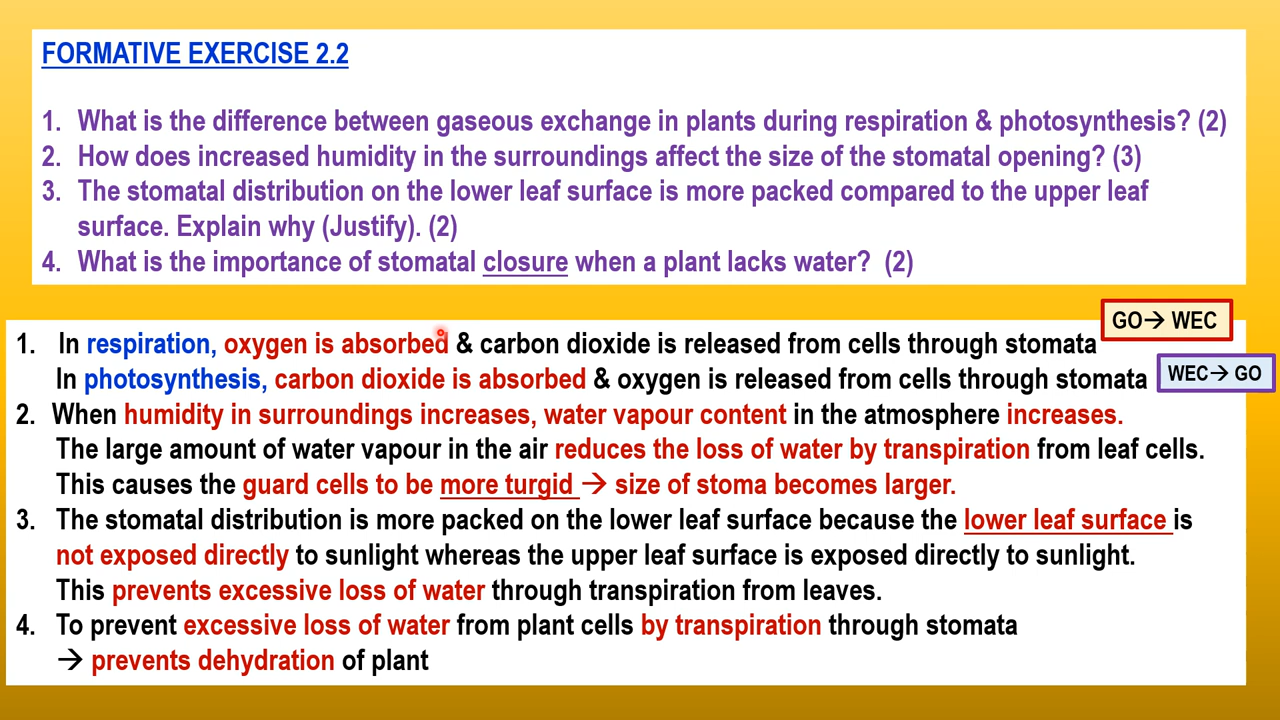 FORMATIVE EXERCISE 2.2
1. What is the difference between gaseous exchange in plants during respiration & photosynthesis? (2)
2. How does increased humidity in the surroundings affect the size of the stomatal opening? (3)
3. The stomatal distribution on the lower leaf surface is more packed compared to the upper leaf
surface. Explain why (Justify). (2)
4. What is the importance of stomatal closure when a plant lacks water? (2)
GO→ WEC
1. In respiration, oxygen is absorbed & carbon dioxide is released from cells through stomata
In photosynthesis, carbon dioxide is absorbed & oxygen is released from cells through stomata
WEC→ GO
2. When humidity in surroundings increases, water vapour content in the atmosphere increases.
The large amount of water vapour in the air reduces the loss of water by transpiration from leaf cells.
This causes the guard cells to be more turgid → size of stoma becomes larger.
3. The stomatal distribution is more packed on the lower leaf surface because the lower leaf surface is
not exposed directly to sunlight whereas the upper leaf surface is exposed directly to sunlight.
This prevents excessive loss of water through transpiration from leaves.
4. To prevent excessive loss of water from plant cells by transpiration through stomata
→ prevents dehydration of plant